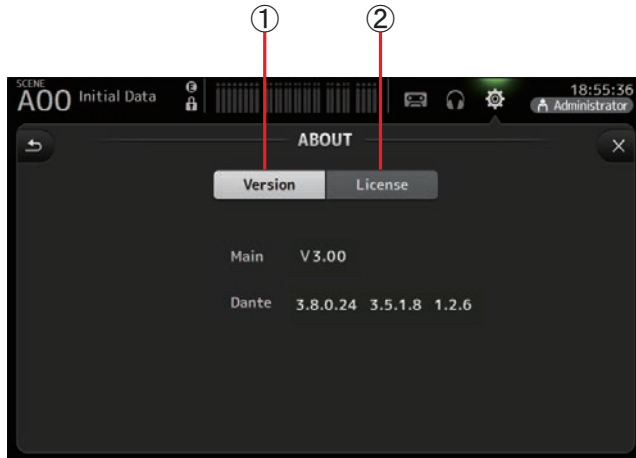 ① ②
SCENE
A00 Initial Data E 18:55:36
Administrator
ABOUT
Version License
Main V3.00
Dante 3.8.0.24 3.5.1.8 1.2.6